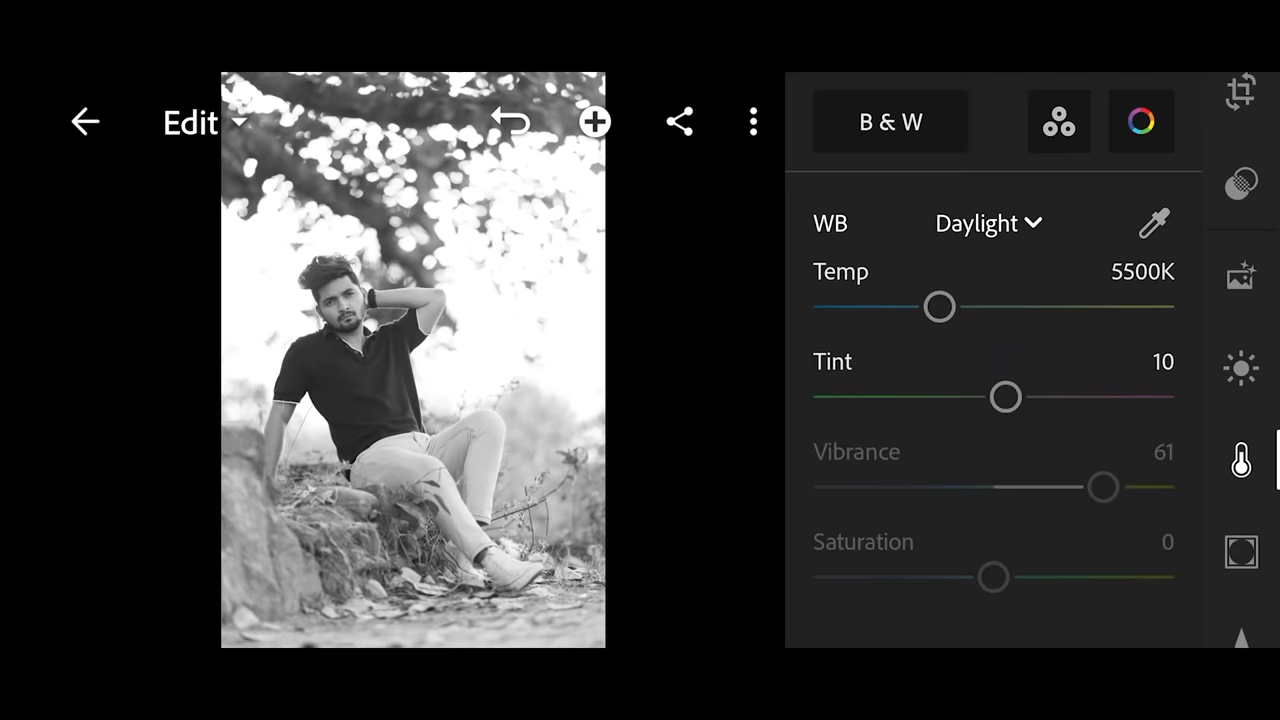 Edit
B & W
WB Daylight
Temp 5500K
Tint 10
Vibrance 61
Saturation 0